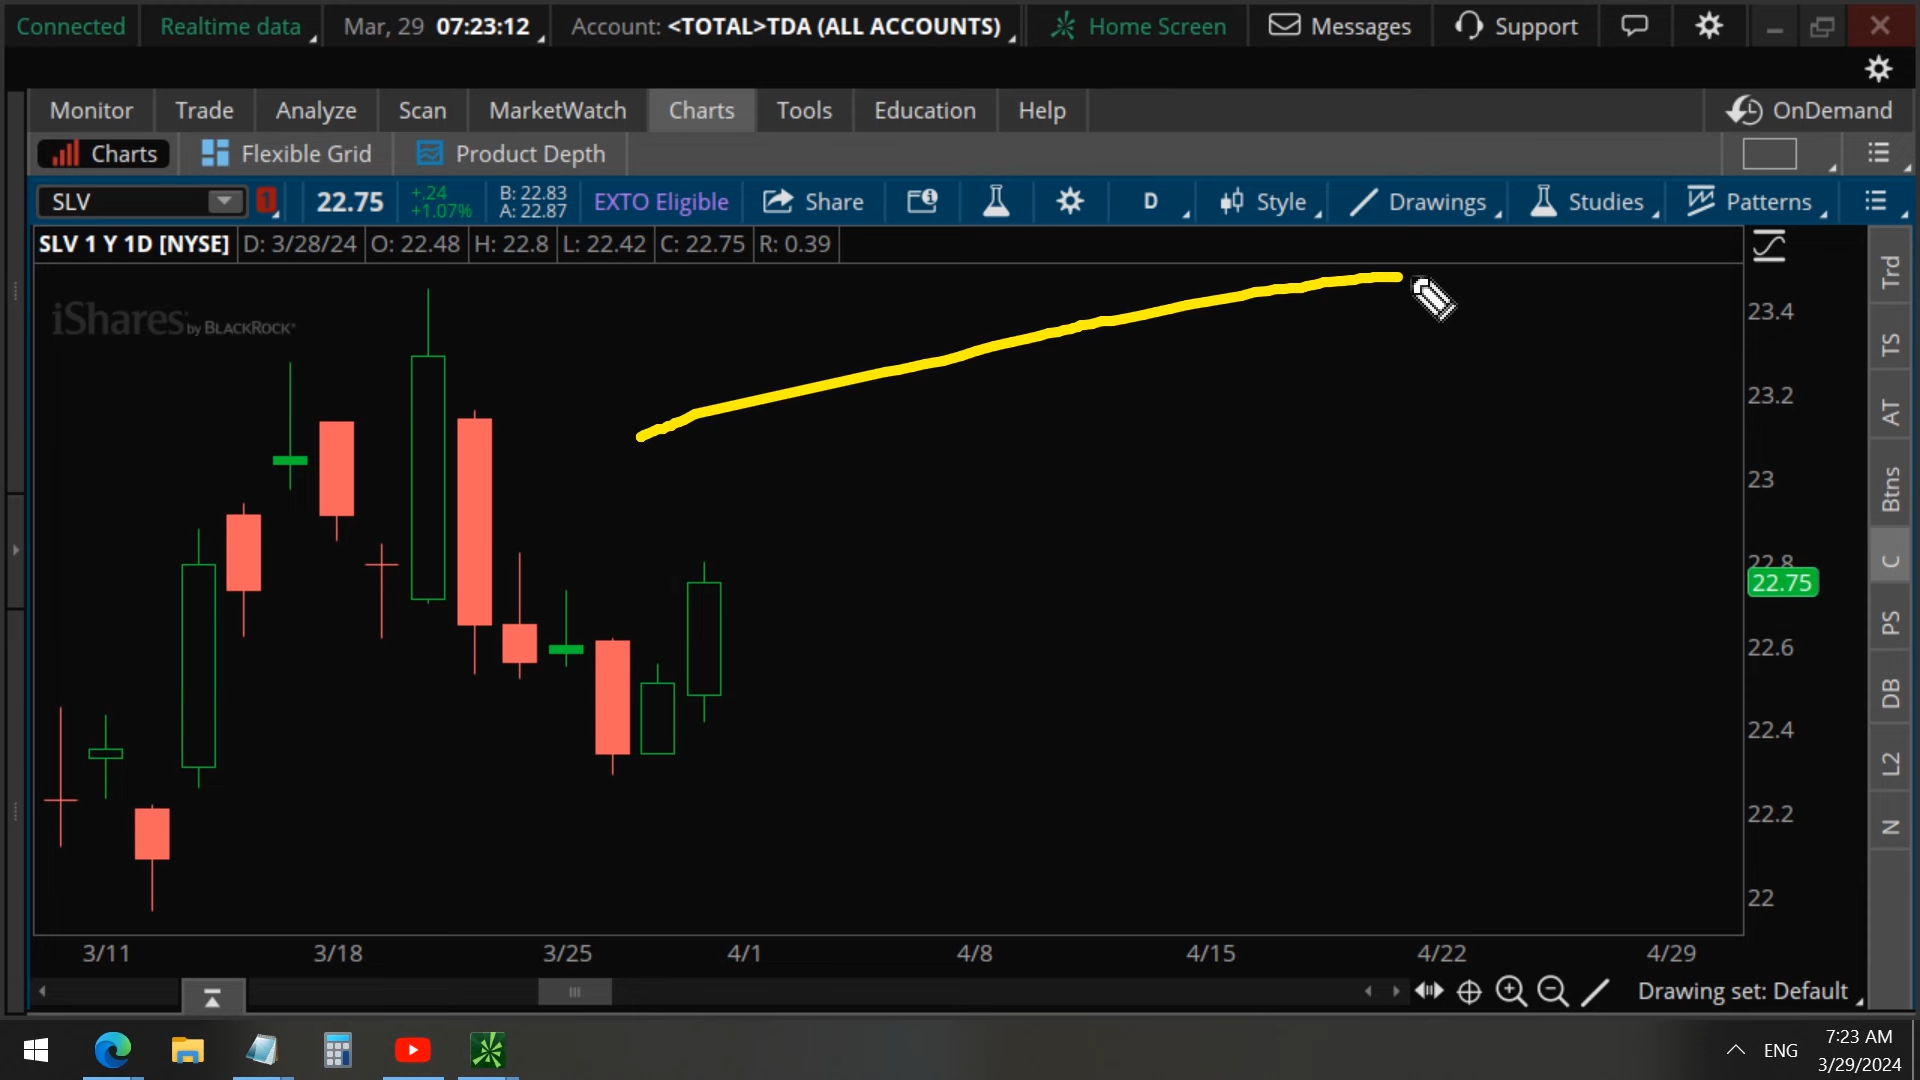 Connected Realtime data Mar, 29 07:23:12 Account: <TOTAL>TDA (ALL ACCOUNTS) Home Screen Messages Support
Monitor Trade Analyze Scan MarketWatch Charts Tools Education Help OnDemand
Charts Flexible Grid Product Depth
SLV 1 22.75 +.24 B: 22.83 EXTO Eligible Share D Style Drawings Studies Patterns
+1.07% A: 22.87
SLV 1 Y 1D [NYSE] D: 3/28/24 O: 22.48 H: 22.8 L: 22.42 C: 22.75 R: 0.39
iShares by BLACKROCK®
23.4
23.2
23
22.8
22.75
22.6
22.4
22.2
22
Trd
TS
AT
Btns
C
PS
DB
L2
N
3/11 3/18 3/25 4/1 4/8 4/15 4/22 4/29
Drawing set: Default
ENG 7:23 AM
3/29/2024